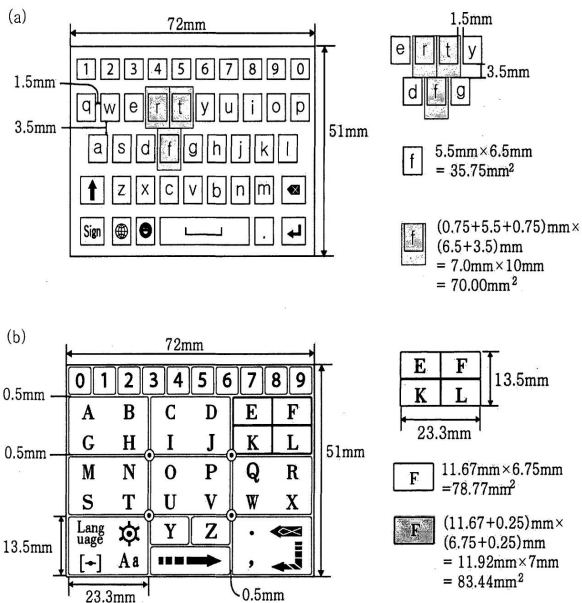 (a)
72mm
1 2 3 4 5 6 7 8 9 0
1.5mm
q w e r t y u i o p
3.5mm
a s d f g h j k l
51mm
z x c v b n m
Sign .
1.5mm
e r t y
3.5mm
d f g
f
5.5mm×6.5mm
= 35.75mm²
f
(0.75+5.5+0.75)mm×
(6.5+3.5)mm
= 7.0mm×10mm
= 70.00mm²
(b)
72mm
0 1 2 3 4 5 6 7 8 9
0.5mm
A B C D E F
G H I J K L
0.5mm
51mm
M N O P Q R
S T U V W X
Lang
uage
Y Z .
13.5mm
[-] Aa ,
23.3mm
0.5mm
E F
K L
13.5mm
23.3mm
F
11.67mm×6.75mm
=78.77mm²
F
(11.67+0.25)mm×
(6.75+0.25)mm
= 11.92mm×7mm
= 83.44mm²